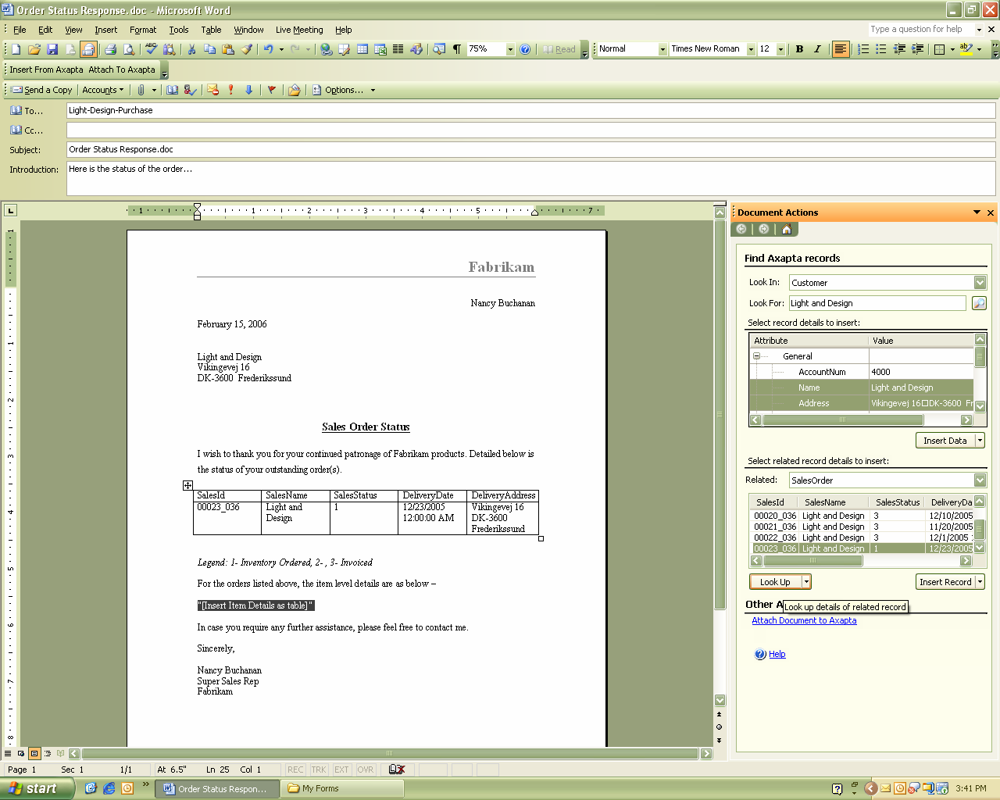 Order Status Response.doc - Microsoft Word
File Edit View Insert Format Tools Table Window Live Meeting Help
Type a question for help
75% Read Normal Times New Roman 12 B I
Insert From Axapta Attach To Axapta
Send a Copy Accounts Options...
To... Light-Design-Purchase
Cc...
Subject: Order Status Response.doc
Introduction: Here is the status of the order...
1 1 2 3 4 5 7
Fabrikam
Nancy Buchanan
February 15, 2006
Light and Design
Vikingevej 16
DK-3600 Frederikssund
Sales Order Status
I wish to thank you for your continued patronage of Fabrikam products. Detailed below is
the status of your outstanding order(s).
SalesId SalesName SalesStatus DeliveryDate DeliveryAddress
00023_036 Light and 1 12/23/2005 Vikingevej 16
Design 12:00:00 AM DK-3600
Frederikssund
Legend: 1- Inventory Ordered, 2- , 3- Invoiced
For the orders listed above, the item level details are as below –
"[Insert Item Details as table]"
In case you require any further assistance, please feel free to contact me.
Sincerely,
Nancy Buchanan
Super Sales Rep
Fabrikam
Document Actions
Find Axapta records
Look In: Customer
Look For: Light and Design
Select record details to insert:
Attribute Value
General
AccountNum 4000
Name Light and Design
Address Vikingevej 16□DK-3600 Fr
Insert Data
Select related record details to insert:
Related: SalesOrder
SalesId SalesName SalesStatus DeliveryDa
00020_036 Light and Design 3 12/10/2005
00021_036 Light and Design 3 11/20/2005
00022_036 Light and Design 3 12/1/2005
00023_036 Light and Design 1 12/23/2005
Look Up Insert Record
Other A
Look up details of related record
Attach Document to Axapta
Help
Page 1 Sec 1 1/1 At 6.5" Ln 25 Col 1 REC TRK EXT OVR
start Order Status Respon... My Forms 3:41 PM